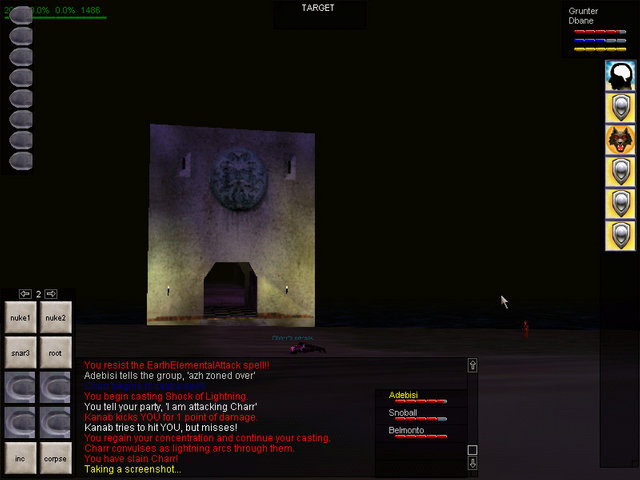 0.0% 1486
TARGET
Grunter
Dbane
2
nuke1 nuke2
snar3 root
inc corpse
You resist the EarthElementalAttack spell!!
Adebisi tells the group, 'azh zoned over'
You begin casting Shock of Lightning.
You tell your party, 'I am attacking Charr'
Kanab kicks YOU for 1 point of damage.
Kanab tries to hit YOU, but misses!
You regain your concentration and continue your casting.
Charr convulses as lightning arcs through them.
You have slain Charr!
Taking a screenshot...
Adebisi
Snoball
Belmonto